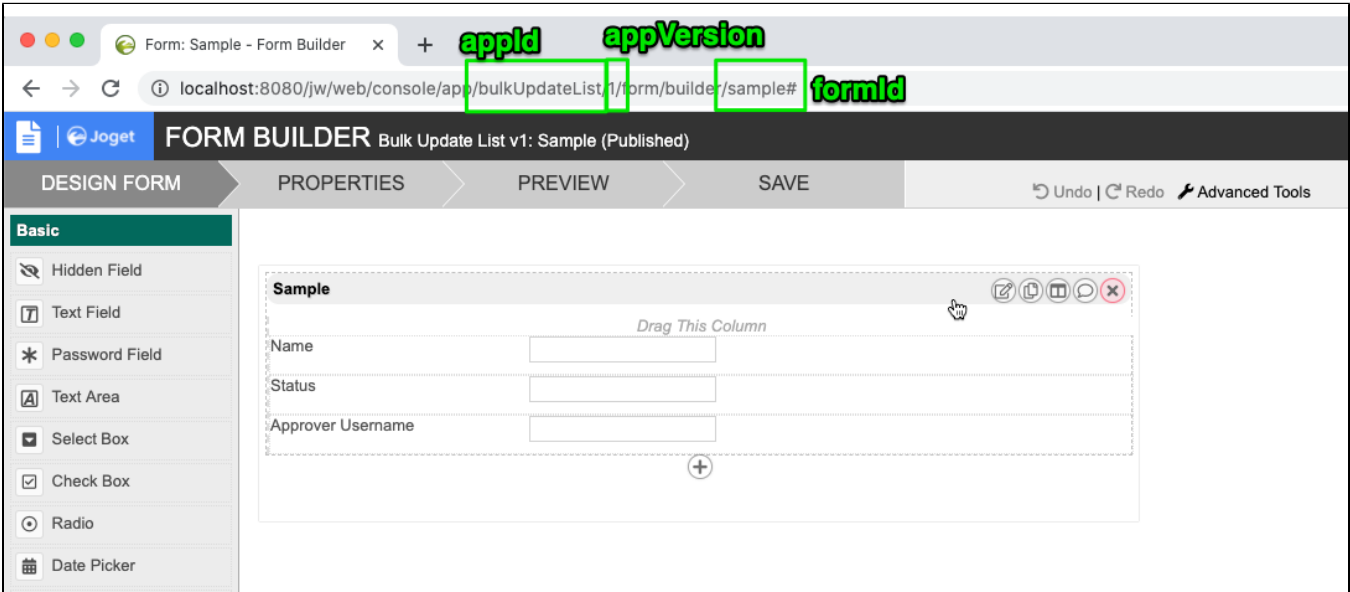 appId appVersion
Form: Sample - Form Builder
localhost:8080/jw/web/console/app/bulkUpdateList/1/form/builder/sample# formId
Joget FORM BUILDER Bulk Update List v1: Sample (Published)
DESIGN FORM PROPERTIES PREVIEW SAVE Undo | Redo Advanced Tools
Basic
Hidden Field
Text Field
Password Field
Text Area
Select Box
Check Box
Radio
Date Picker
Sample
Drag This Column
Name
Status
Approver Username